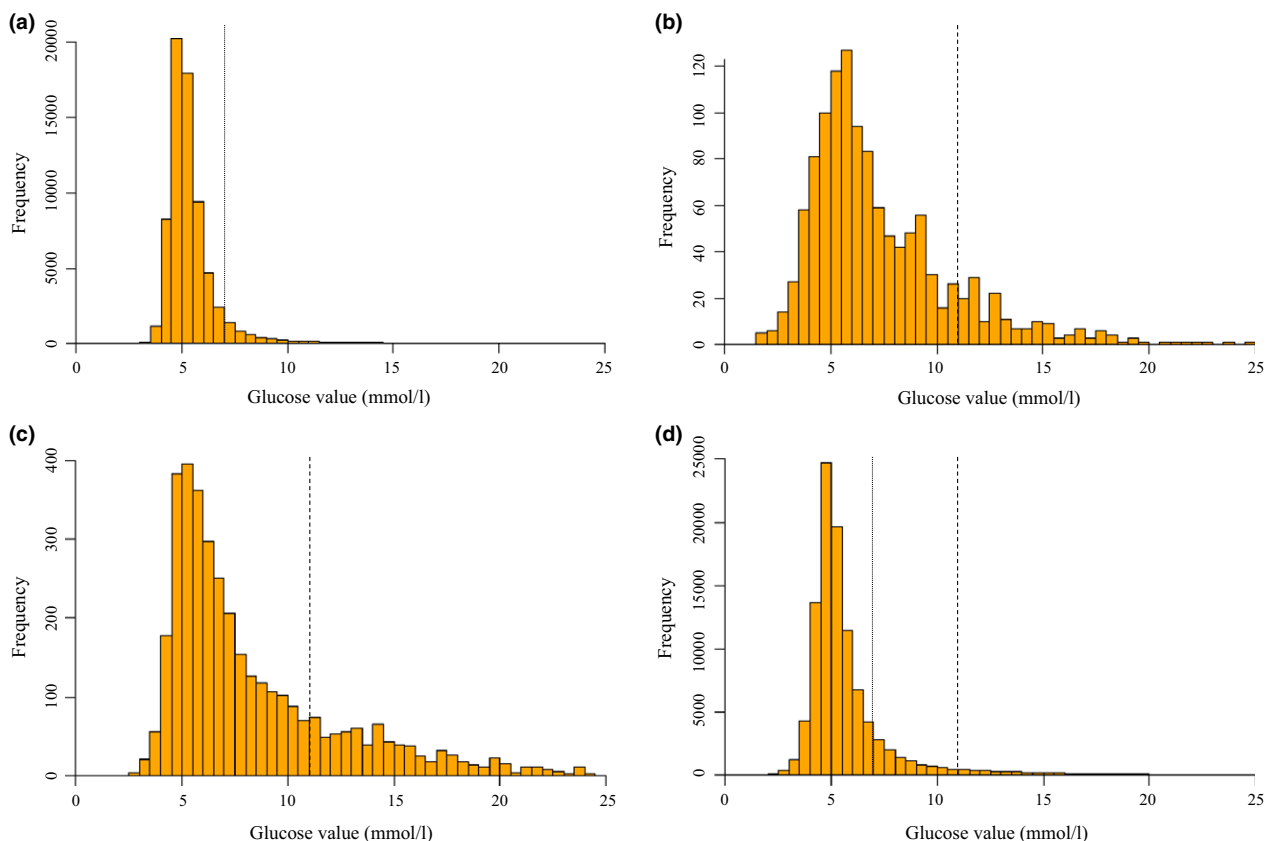 (a)
20000
15000
10000
5000
0
Frequency
0 5 10 15 20 25
Glucose value (mmol/l)
(b)
120
100
80
60
40
20
0
Frequency
0 5 10 15 20 25
Glucose value (mmol/l)
(c)
400
300
200
100
0
Frequency
0 5 10 15 20 25
Glucose value (mmol/l)
(d)
25000
20000
15000
10000
5000
0
Frequency
0 5 10 15 20 25
Glucose value (mmol/l)